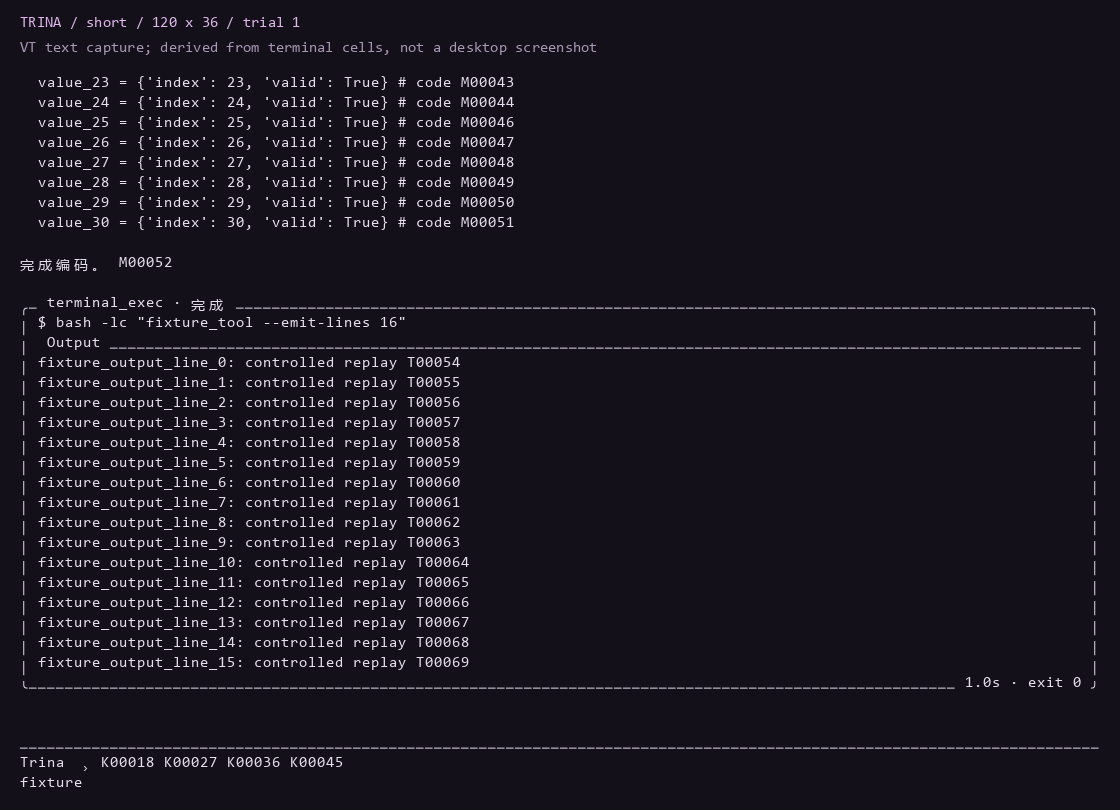 TRINA / short / 120 x 36 / trial 1
VT text capture; derived from terminal cells, not a desktop screenshot
value_23 = {'index': 23, 'valid': True} # code M00043
value_24 = {'index': 24, 'valid': True} # code M00044
value_25 = {'index': 25, 'valid': True} # code M00046
value_26 = {'index': 26, 'valid': True} # code M00047
value_27 = {'index': 27, 'valid': True} # code M00048
value_28 = {'index': 28, 'valid': True} # code M00049
value_29 = {'index': 29, 'valid': True} # code M00050
value_30 = {'index': 30, 'valid': True} # code M00051
完成编码。 M00052
terminal_exec · 完成
$ bash -lc "fixture_tool --emit-lines 16"
Output
fixture_output_line_0: controlled replay T00054
fixture_output_line_1: controlled replay T00055
fixture_output_line_2: controlled replay T00056
fixture_output_line_3: controlled replay T00057
fixture_output_line_4: controlled replay T00058
fixture_output_line_5: controlled replay T00059
fixture_output_line_6: controlled replay T00060
fixture_output_line_7: controlled replay T00061
fixture_output_line_8: controlled replay T00062
fixture_output_line_9: controlled replay T00063
fixture_output_line_10: controlled replay T00064
fixture_output_line_11: controlled replay T00065
fixture_output_line_12: controlled replay T00066
fixture_output_line_13: controlled replay T00067
fixture_output_line_14: controlled replay T00068
fixture_output_line_15: controlled replay T00069
1.0s · exit 0
Trina › K00018 K00027 K00036 K00045
fixture